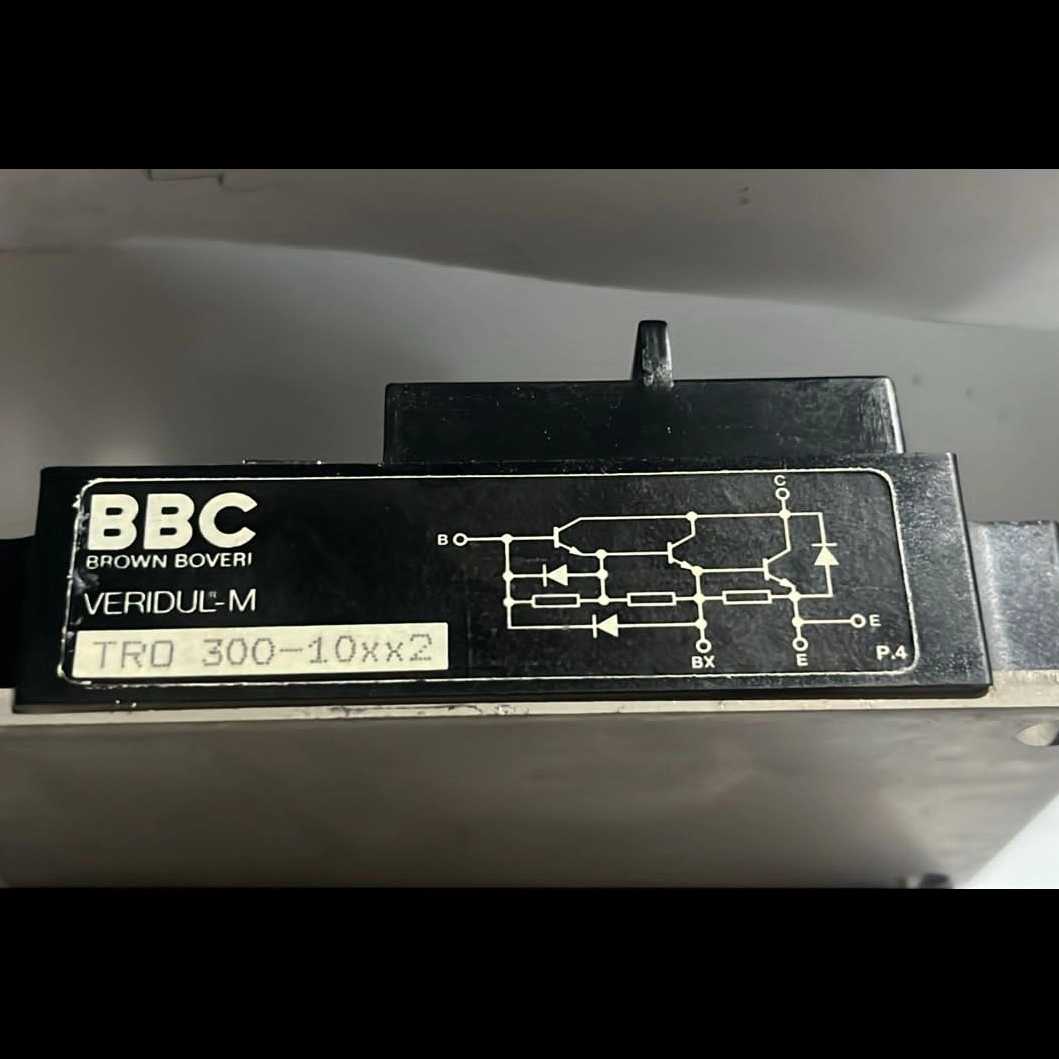 BBC
BROWN BOVERI
VERIDUL-M
TRO 300-10xx2
C
B
E
BX
E
P.4